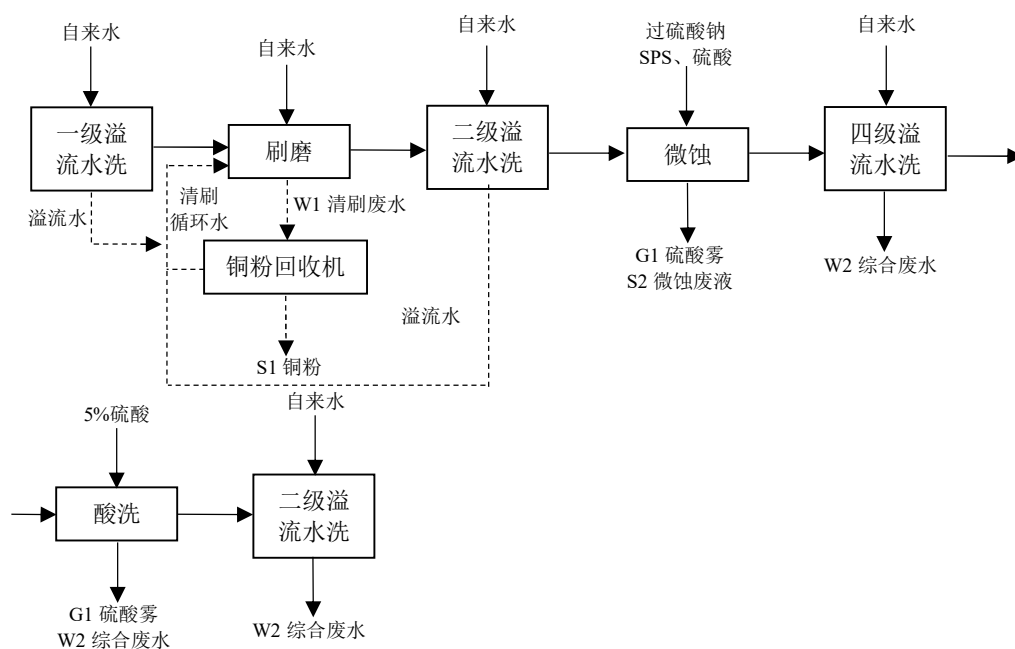 自来水
自来水
自来水
过硫酸钠
SPS、硫酸
自来水
一级溢
流水洗
刷磨
二级溢
流水洗
微蚀
四级溢
流水洗
溢流水
清刷
循环水
W1 清刷废水
铜粉回收机
溢流水
G1 硫酸雾
S2 微蚀废液
W2 综合废水
S1 铜粉
5%硫酸
自来水
酸洗
二级溢
流水洗
G1 硫酸雾
W2 综合废水
W2 综合废水